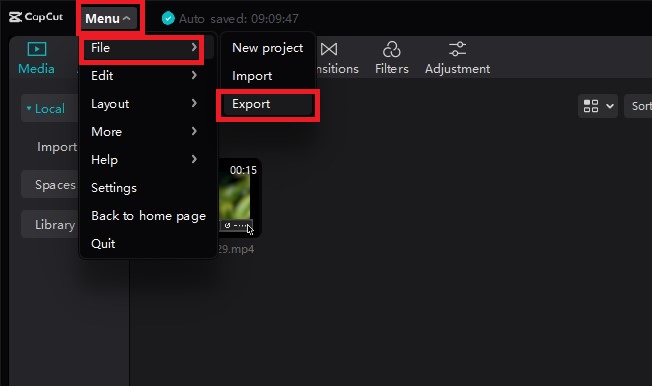 CapCut Menu Auto saved: 09:09:47
Media nsitions Filters Adjustment
File
Edit
Layout
More
Help
Settings
Back to home page
Quit
New project
Import
Export
Local
Import
Spaces
Library
Sort
00:15
29.mp4